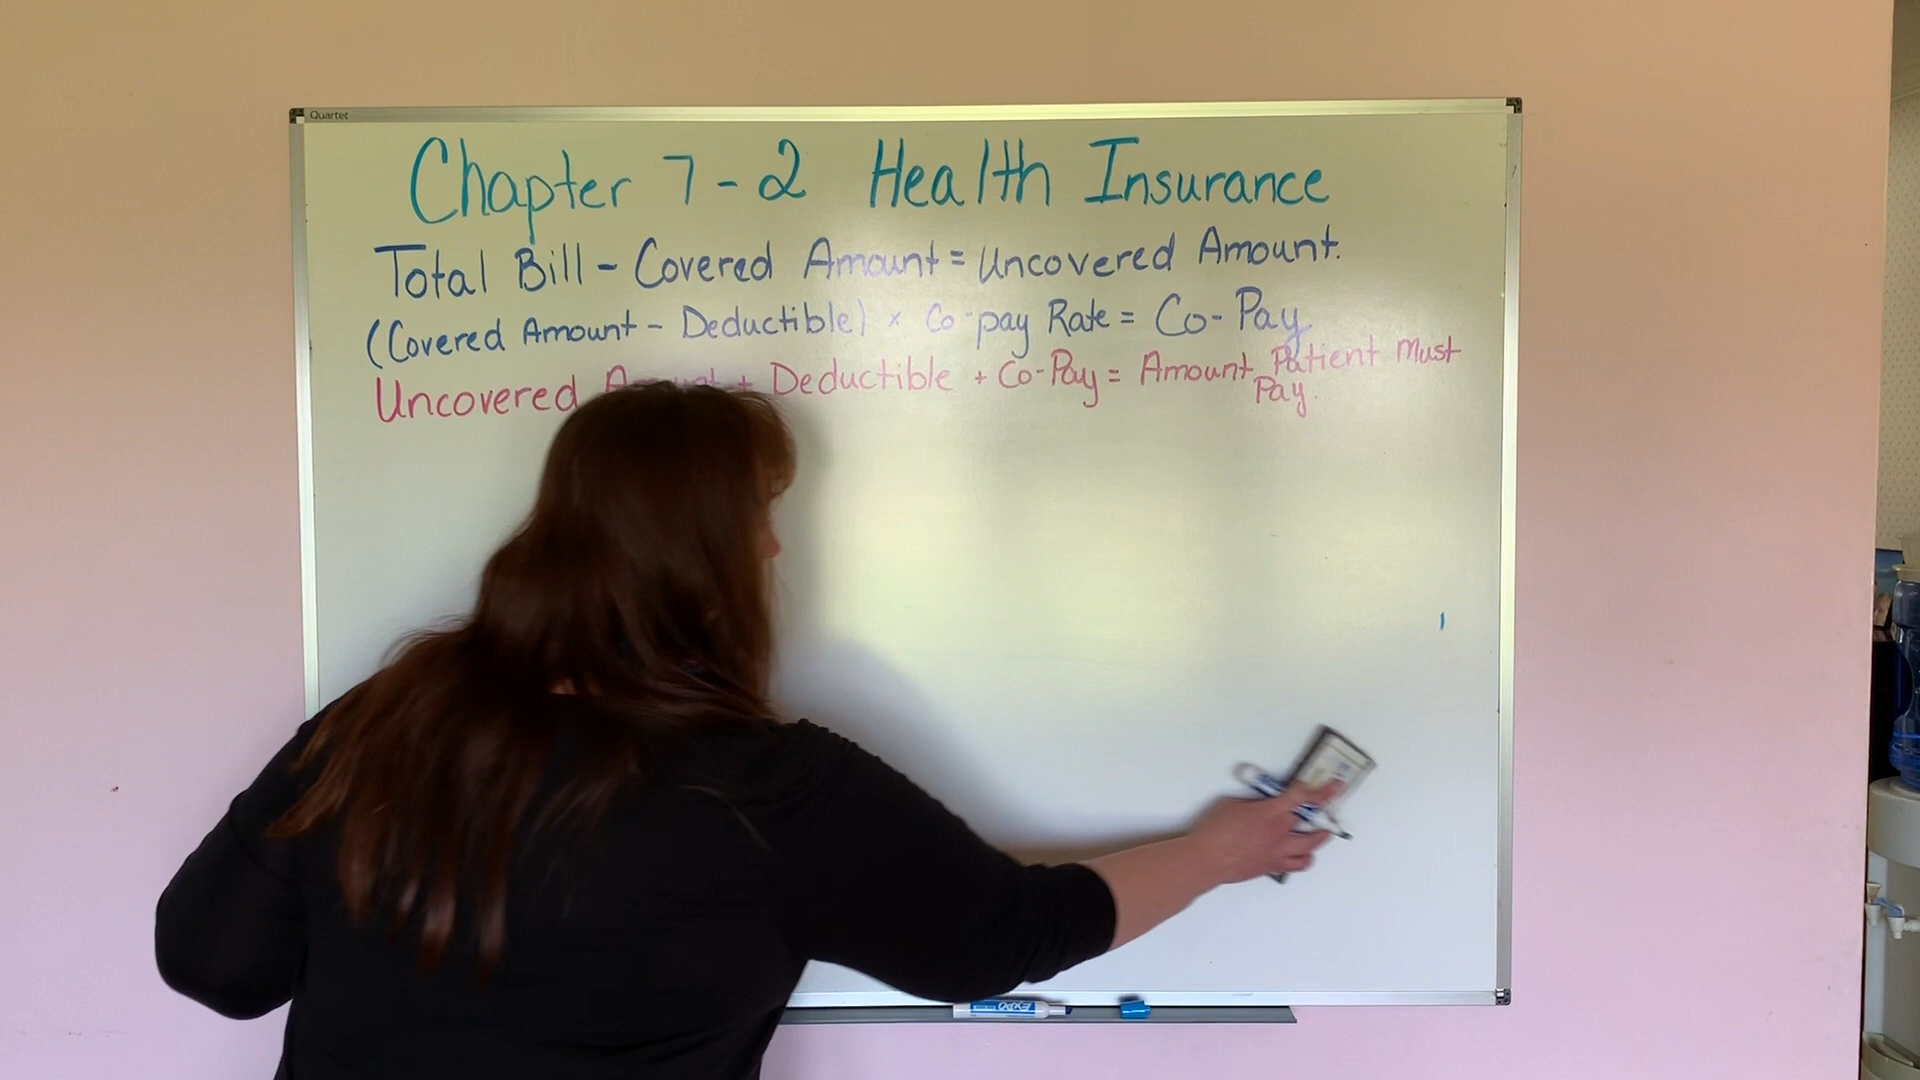 Quartet
Chapter 7-2 Health Insurance
Total Bill - Covered Amount = Uncovered Amount.
(Covered Amount - Deductible) × Co-pay Rate = Co-Pay
Uncovered + Deductible + Co-Pay = Amount Patient Must
Pay.
EXPO